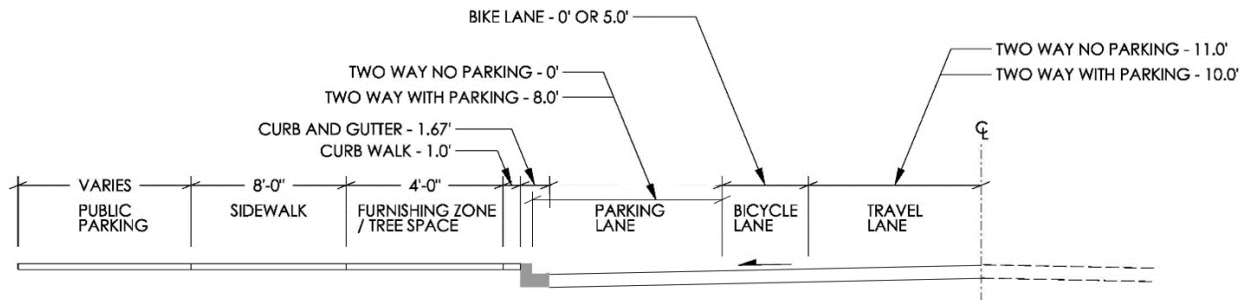 BIKE LANE - 0' OR 5.0'
TWO WAY NO PARKING - 11.0'
TWO WAY NO PARKING - 0'
TWO WAY WITH PARKING - 10.0'
TWO WAY WITH PARKING - 8.0'
CURB AND GUTTER - 1.67'
CURB WALK - 1.0'
℄
VARIES
8'-0"
4'-0"
PUBLIC
PARKING
SIDEWALK
FURNISHING ZONE
/ TREE SPACE
PARKING
LANE
BICYCLE
LANE
TRAVEL
LANE